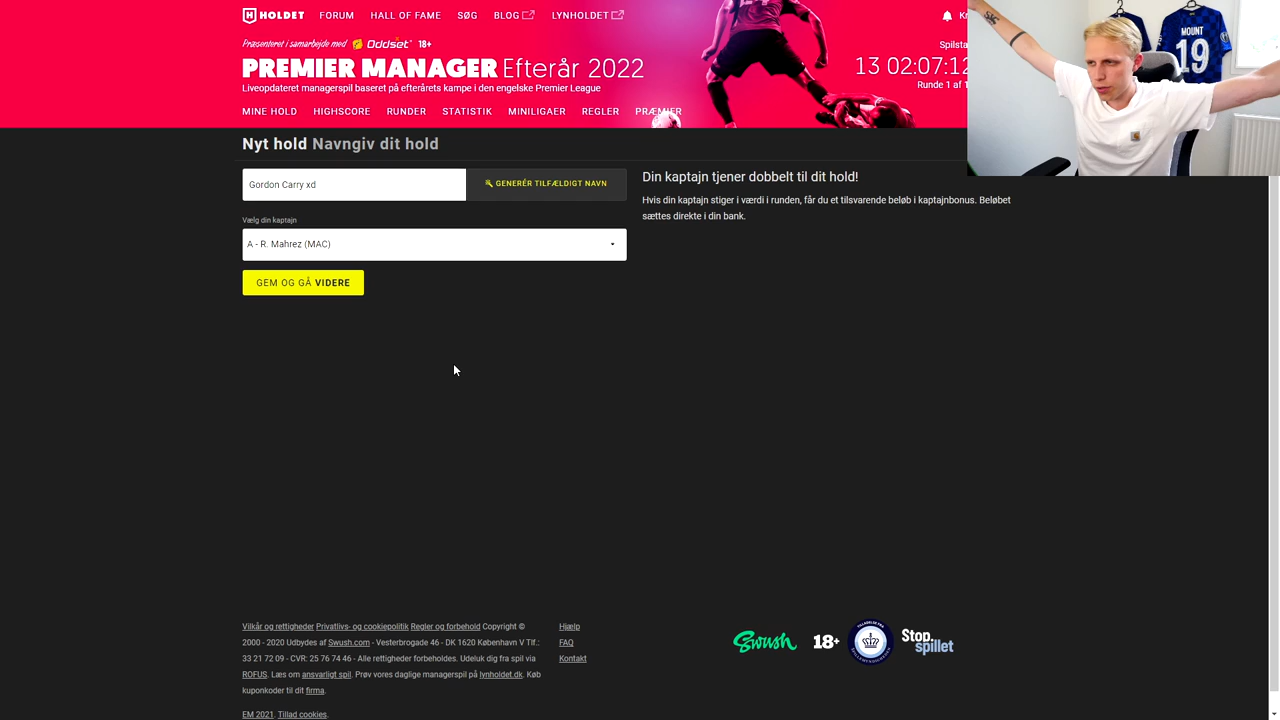 HOLDET FORUM HALL OF FAME SØG BLOG LYNHOLDET
Præsenteret i samarbejde med Oddset 18+
Spilsta
PREMIER MANAGER Efterår 2022
13 02:07:12
Liveopdateret managerspil baseret på efterårets kampe i den engelske Premier League
Runde 1 af 1
MINE HOLD HIGHSCORE RUNDER STATISTIK MINILIGAER REGLER PRÆMIER
MOUNT
19
Nyt hold Navngiv dit hold
Gordon Carry xd
GENERÉR TILFÆLDIGT NAVN
Vælg din kaptajn
A - R. Mahrez (MAC)
GEM OG GÅ VIDERE
Din kaptajn tjener dobbelt til dit hold!
Hvis din kaptajn stiger i værdi i runden, får du et tilsvarende beløb i kaptajnbonus. Beløbet
sættes direkte i din bank.
Vilkår og rettigheder Privatlivs- og cookiepolitik Regler og forbehold Copyright ©
2000 - 2020 Udbydes af Swush.com - Vesterbrogade 46 - DK 1620 København V Tlf.:
33 21 72 09 - CVR: 25 76 74 46 - Alle rettigheder forbeholdes. Udeluk dig fra spil via
ROFUS. Læs om ansvarligt spil. Prøv vores daglige managerspil på lynholdet.dk. Køb
kuponkoder til dit firma.
EM 2021. Tillad cookies.
Hjælp
FAQ
Kontakt
Swush
18+
Stop
spillet